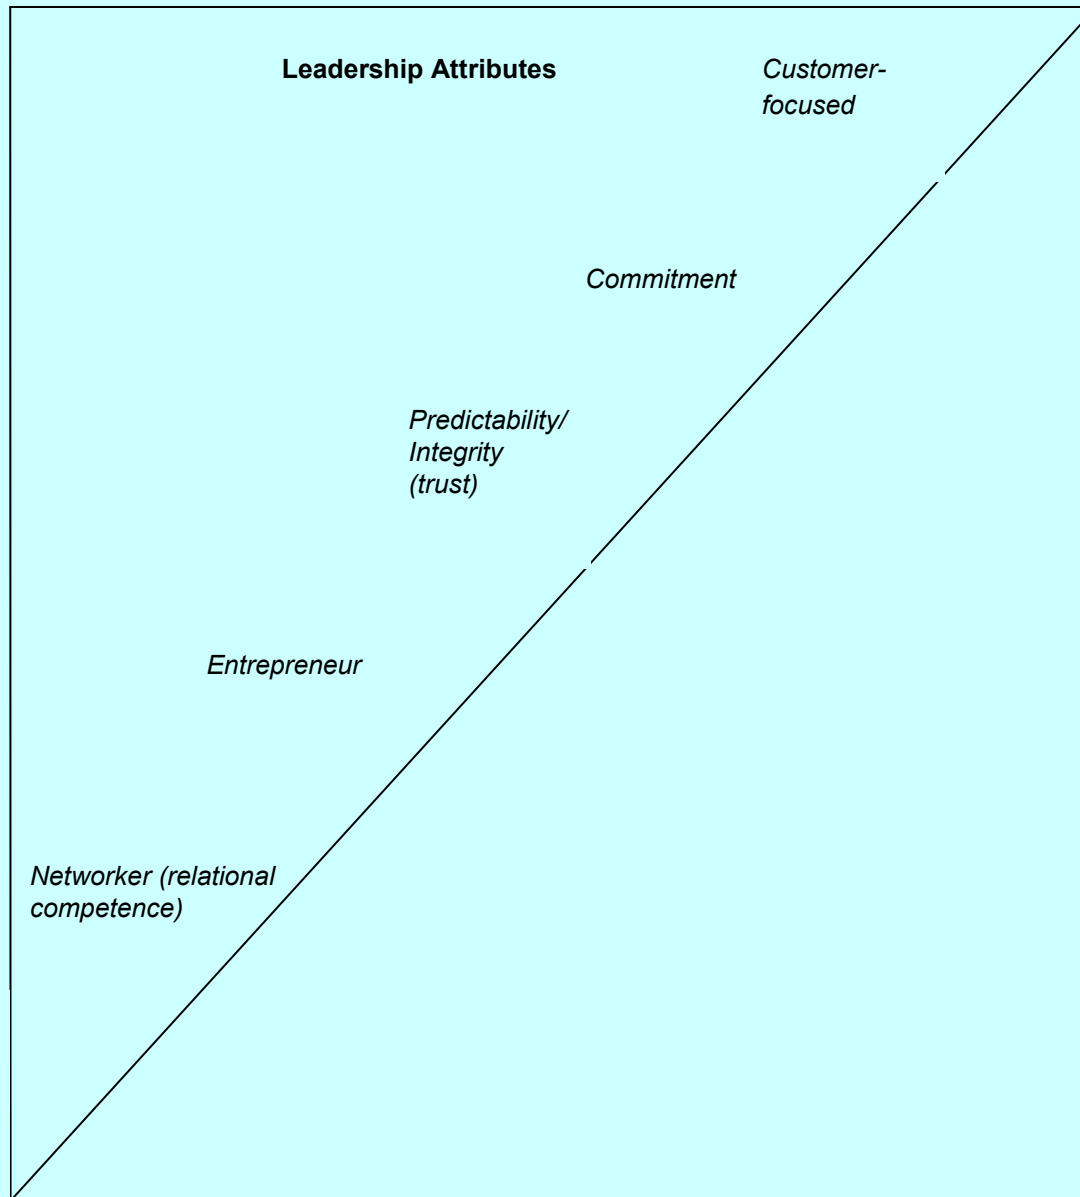 Leadership Attributes
Customer-
focused
Commitment
Predictability/
Integrity
(trust)
Entrepreneur
Networker (relational
competence)